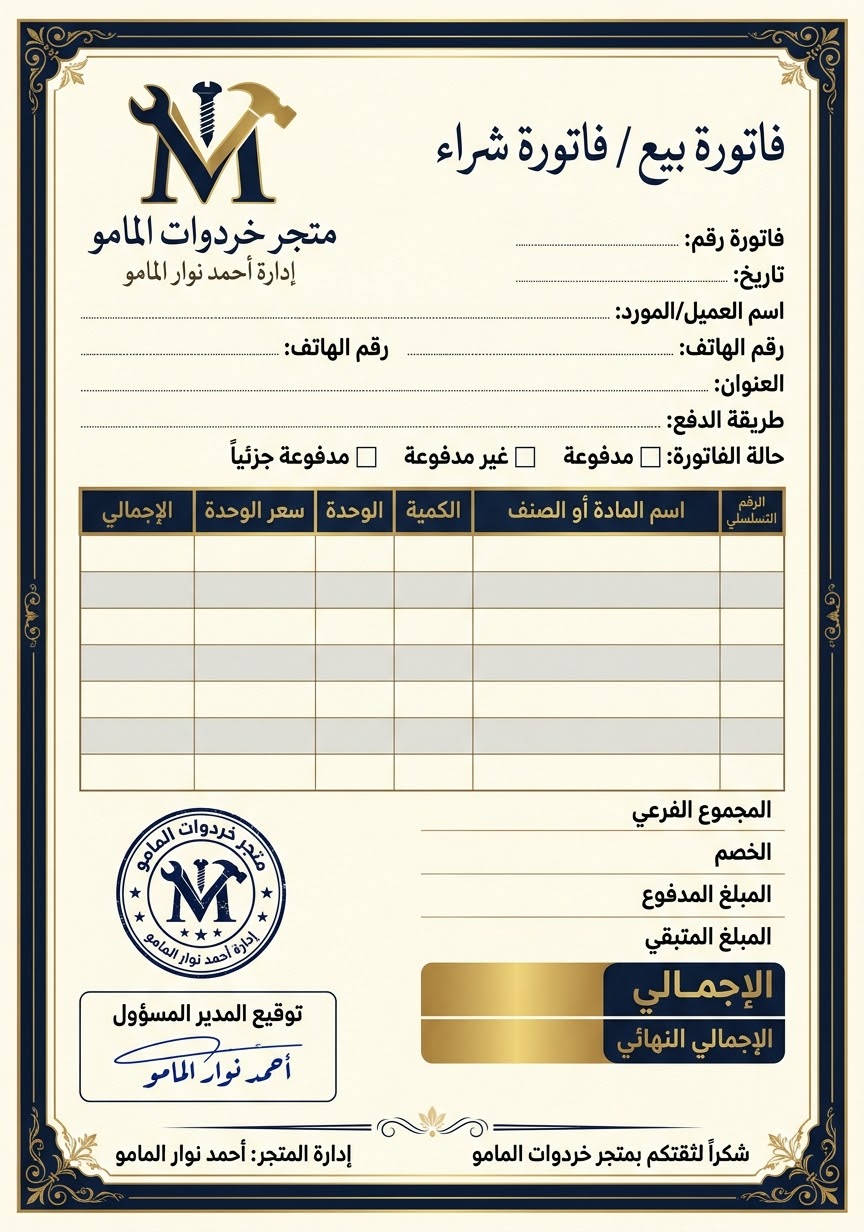 M
متجر خردوات المامو
إدارة أحمد نوار المامو
فاتورة بيع / فاتورة شراء
فاتورة رقم:
تاريخ:
اسم العميل/المورد:
رقم الهاتف: رقم الهاتف:
العنوان:
طريقة الدفع:
حالة الفاتورة: مدفوعة غير مدفوعة مدفوعة جزئياً
الرقم التسلسلي اسم المادة أو الصنف الكمية الوحدة سعر الوحدة الإجمالي
المجموع الفرعي
الخصم
المبلغ المدفوع
المبلغ المتبقي
الإجمـالي
الإجمالي النهائي
متجر خردوات المامو
M
إدارة أحمد نوار المامو
توقيع المدير المسؤول
أحمد نوار المامو
شكراً لثقتكم بمتجر خردوات المامو
إدارة المتجر: أحمد نوار المامو